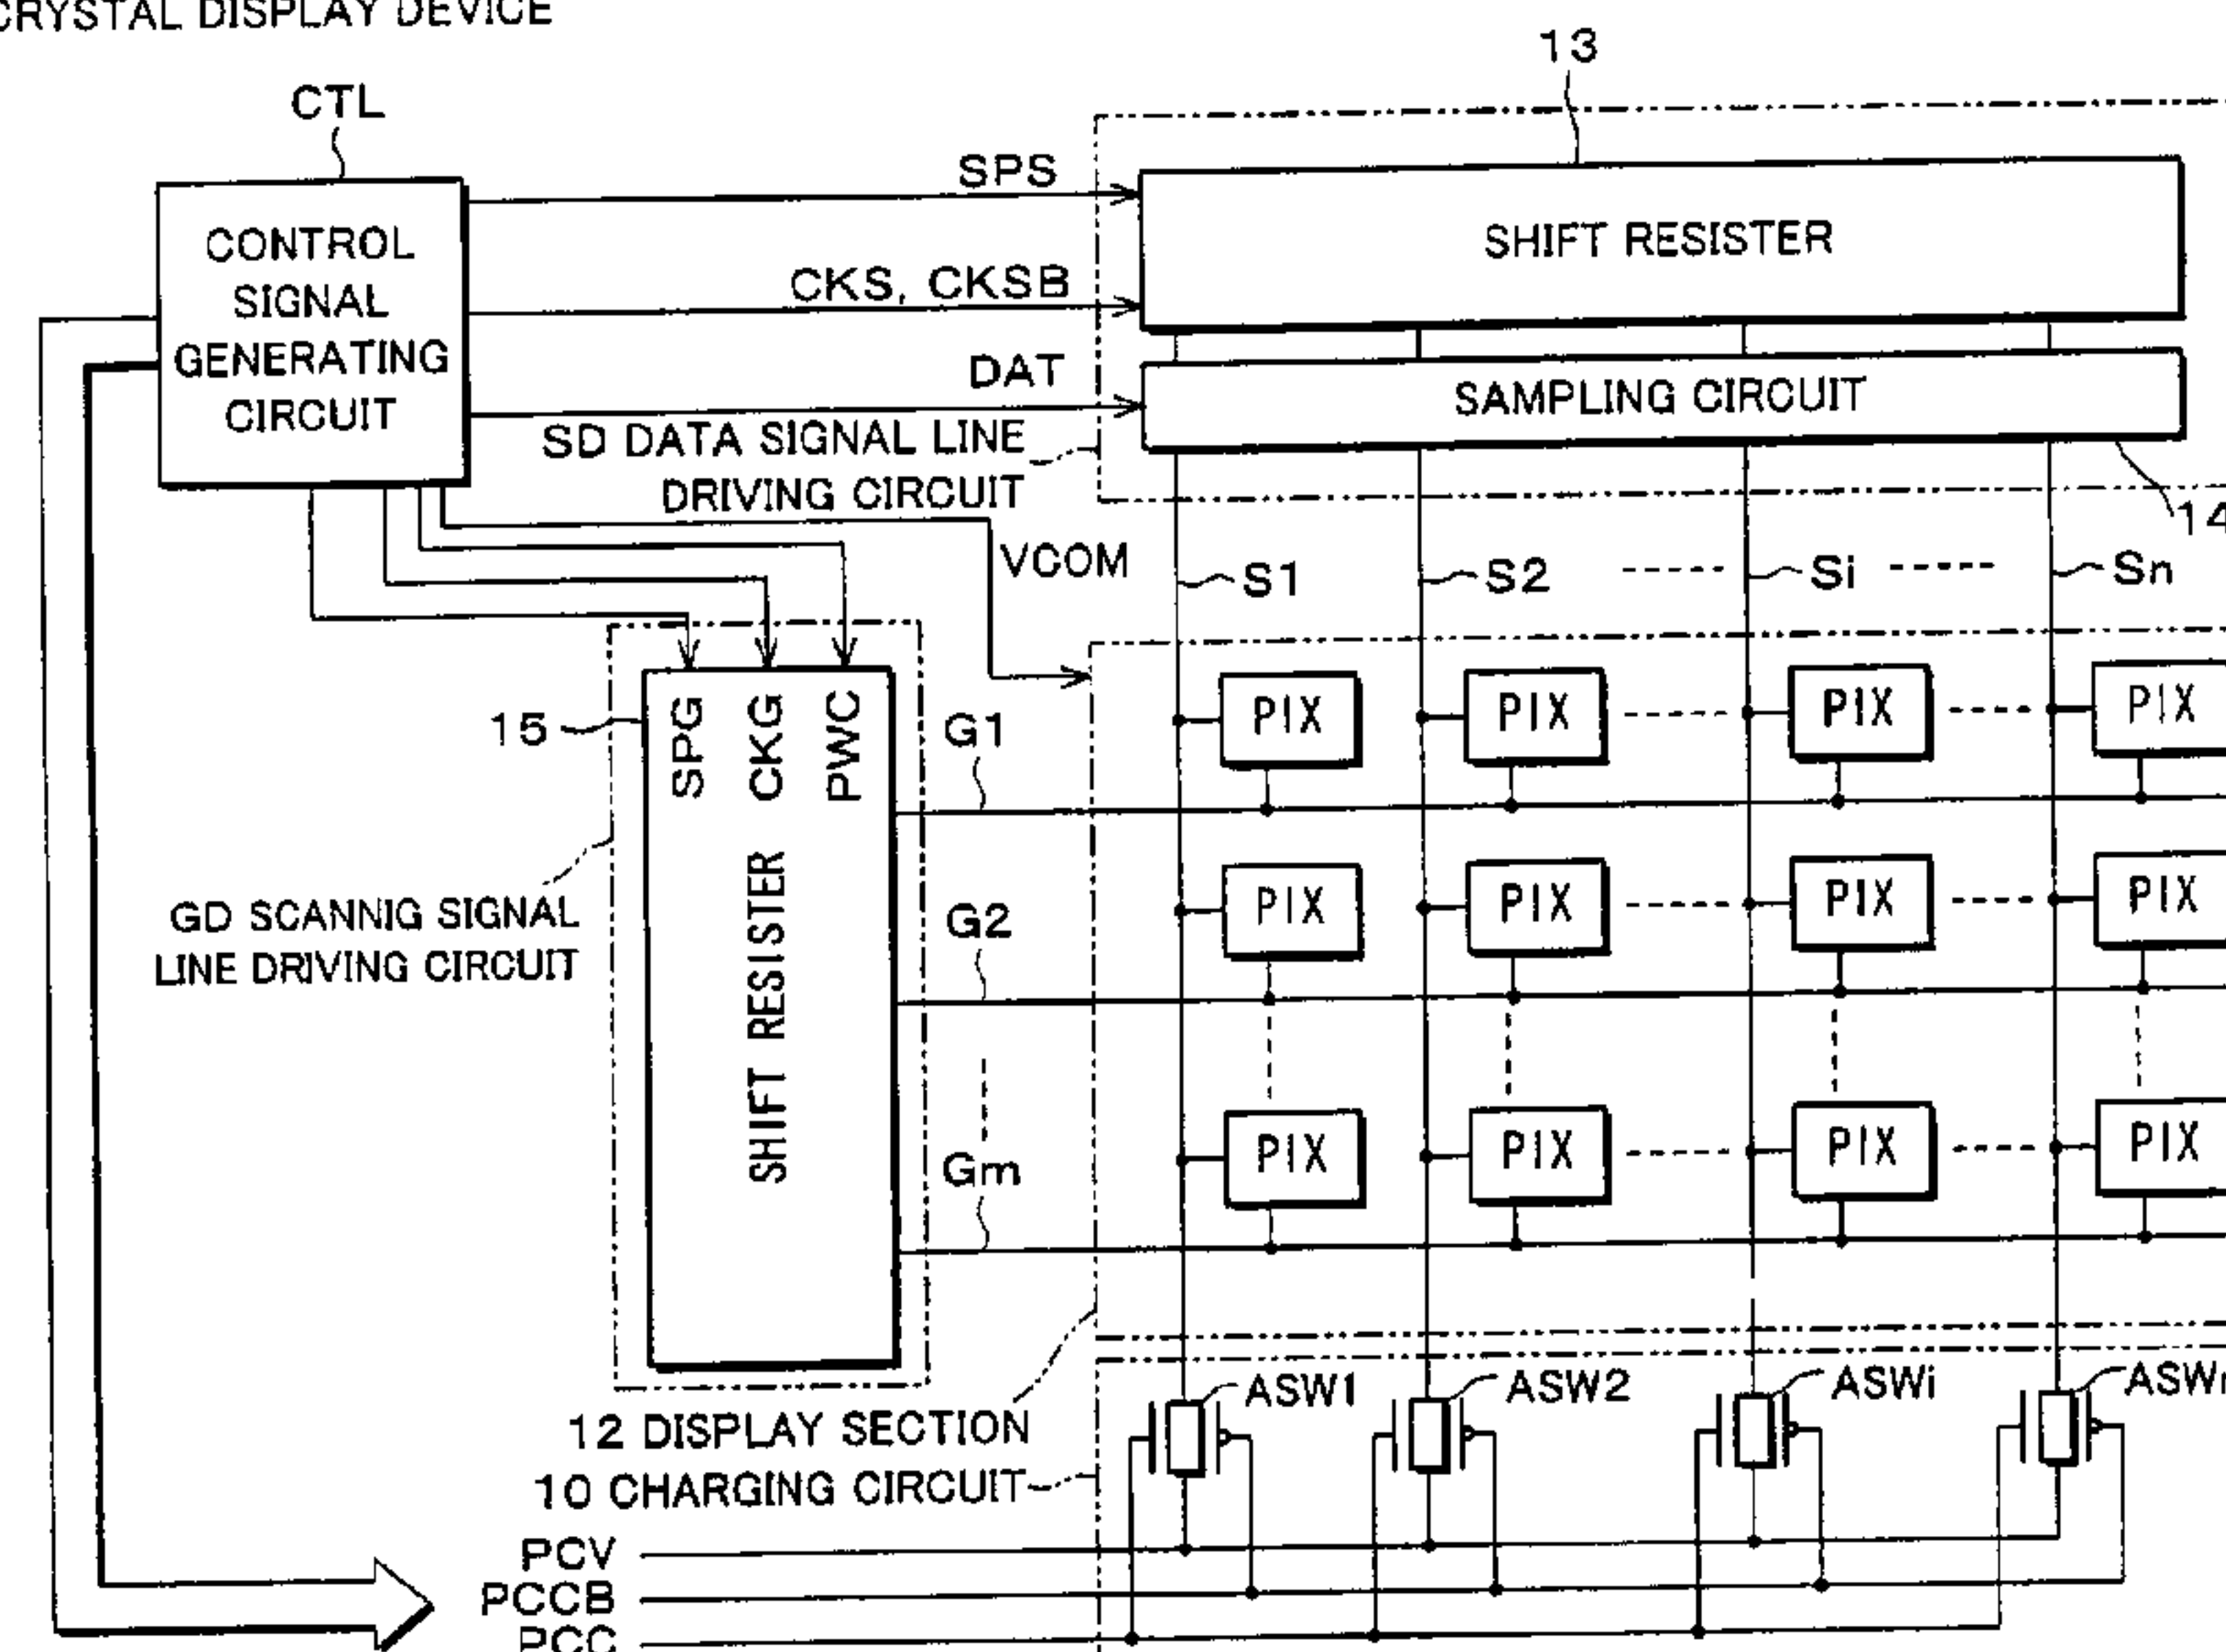 CRYSTAL DISPLAY DEVICE
13
CTL
SPS
CONTROL
SIGNAL
GENERATING
CIRCUIT
SHIFT RESISTER
CKS, CKSB
DAT
SAMPLING CIRCUIT
SD DATA SIGNAL LINE
DRIVING CIRCUIT
14
VCOM
S1
S2
Si
Sn
15
SPG
CKG
PWC
SHIFT RESISTER
G1
PIX
PIX
PIX
PIX
GD SCANNIG SIGNAL
LINE DRIVING CIRCUIT
G2
PIX
PIX
PIX
PIX
Gm
PIX
PIX
PIX
PIX
ASW1
ASW2
ASWi
12 DISPLAY SECTION
10 CHARGING CIRCUIT
PCV
PCCB
PCC